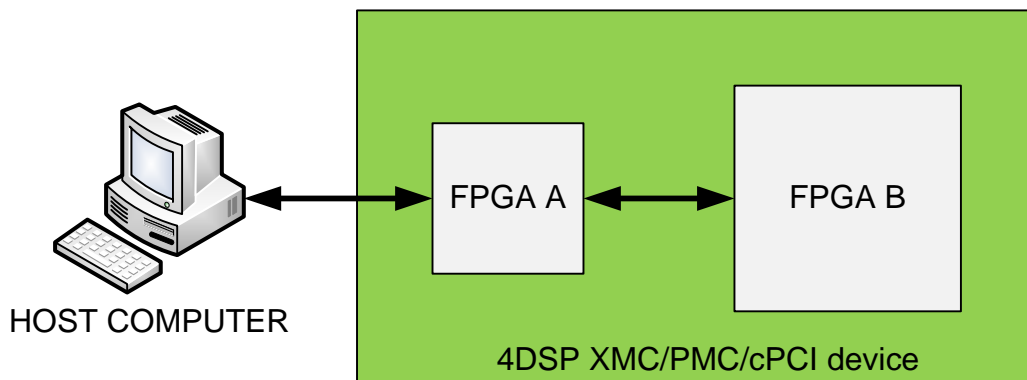 FPGA A
FPGA B
HOST COMPUTER
4DSP XMC/PMC/cPCI device